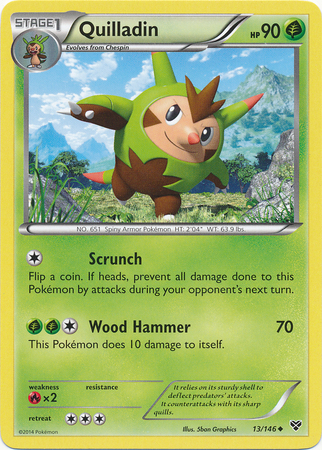 STAGE1
Quilladin
HP 90
Evolves from Chespin
NO. 651 Spiny Armor Pokémon. HT: 2'04" WT: 63.9 lbs.
Scrunch
Flip a coin. If heads, prevent all damage done to this
Pokémon by attacks during your opponent's next turn.
Wood Hammer 70
This Pokémon does 10 damage to itself.
weakness resistance
×2
retreat
It relies on its sturdy shell to
deflect predators' attacks.
It counterattacks with its sharp
quills.
©2014 Pokémon
Illus. 5ban Graphics
13/146
XY